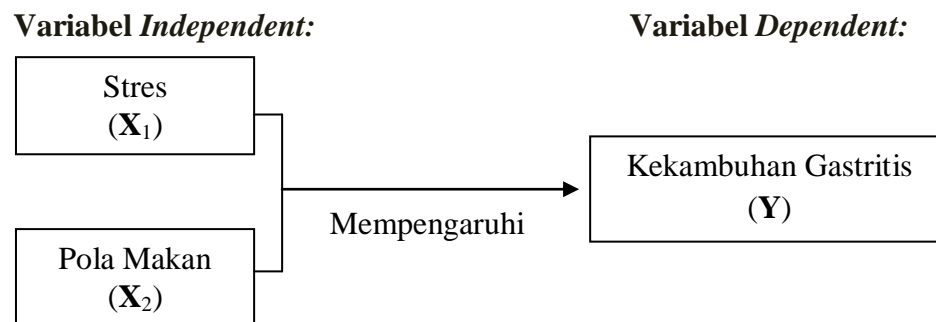 Variabel Independent:
Variabel Dependent:
Stres
(X1)
Kekambuhan Gastritis
(Y)
Mempengaruhi
Pola Makan
(X2)